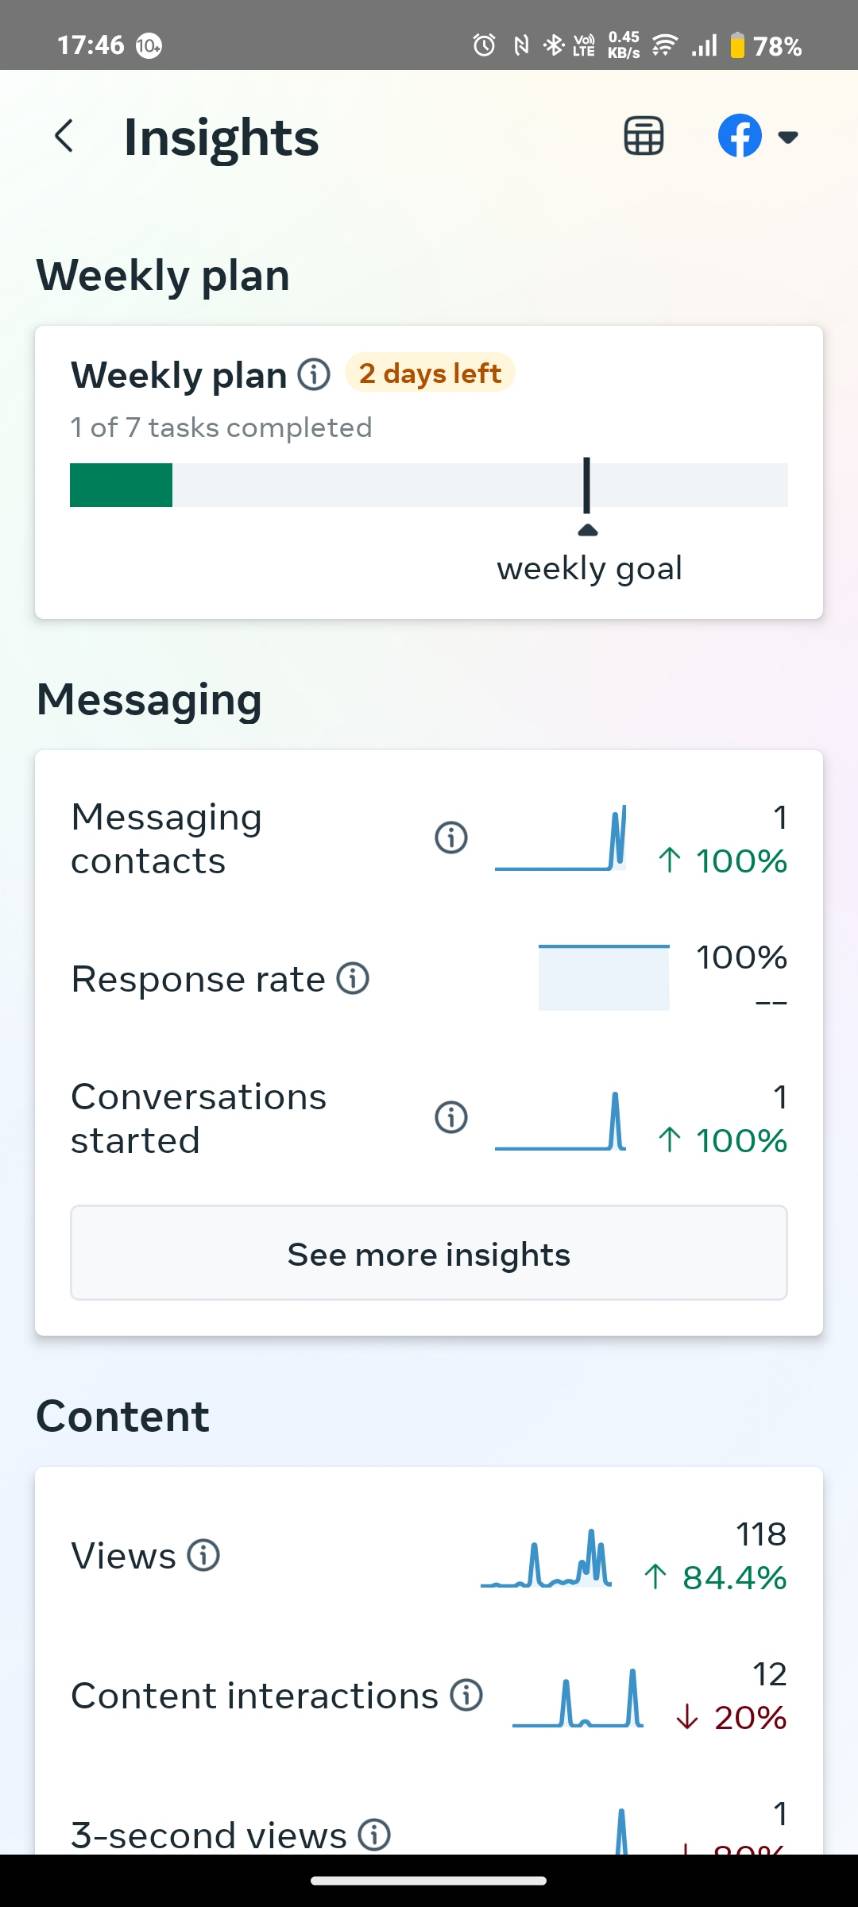 17:46 10+ Vo) LTE 0.45 KB/s 78%
Insights
Weekly plan
Weekly plan 2 days left
1 of 7 tasks completed
weekly goal
Messaging
Messaging contacts
1
↑ 100%
Response rate
100%
--
Conversations started
1
↑ 100%
See more insights
Content
Views
118
↑ 84.4%
Content interactions
12
↓ 20%
3-second views
1